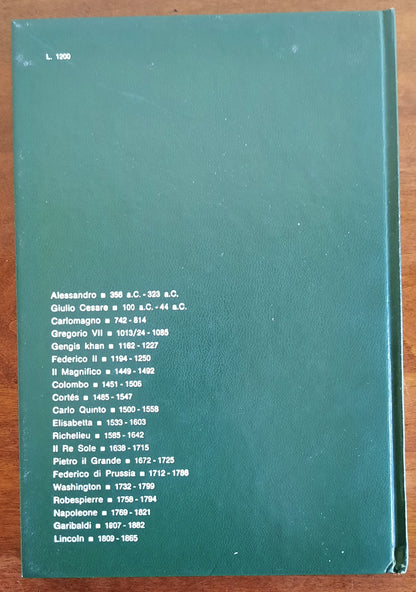 L. 1200
Alessandro ■ 356 a.C. - 323 a.C.
Giulio Cesare ■ 100 a.C. - 44 a.C.
Carlomagno ■ 742 - 814
Gregorio VII ■ 1013/24 - 1085
Gengis khan ■ 1162 - 1227
Federico II ■ 1194 - 1250
Il Magnifico ■ 1449 - 1492
Colombo ■ 1451 - 1506
Cortés ■ 1485 - 1547
Carlo Quinto ■ 1500 - 1558
Elisabetta ■ 1533 - 1603
Richelieu ■ 1585 - 1642
Il Re Sole ■ 1638 - 1715
Pietro il Grande ■ 1672 - 1725
Federico di Prussia ■ 1712 - 1786
Washington ■ 1732 - 1799
Robespierre ■ 1758 - 1794
Napoleone ■ 1769 - 1821
Garibaldi ■ 1807 - 1882
Lincoln ■ 1809 - 1865